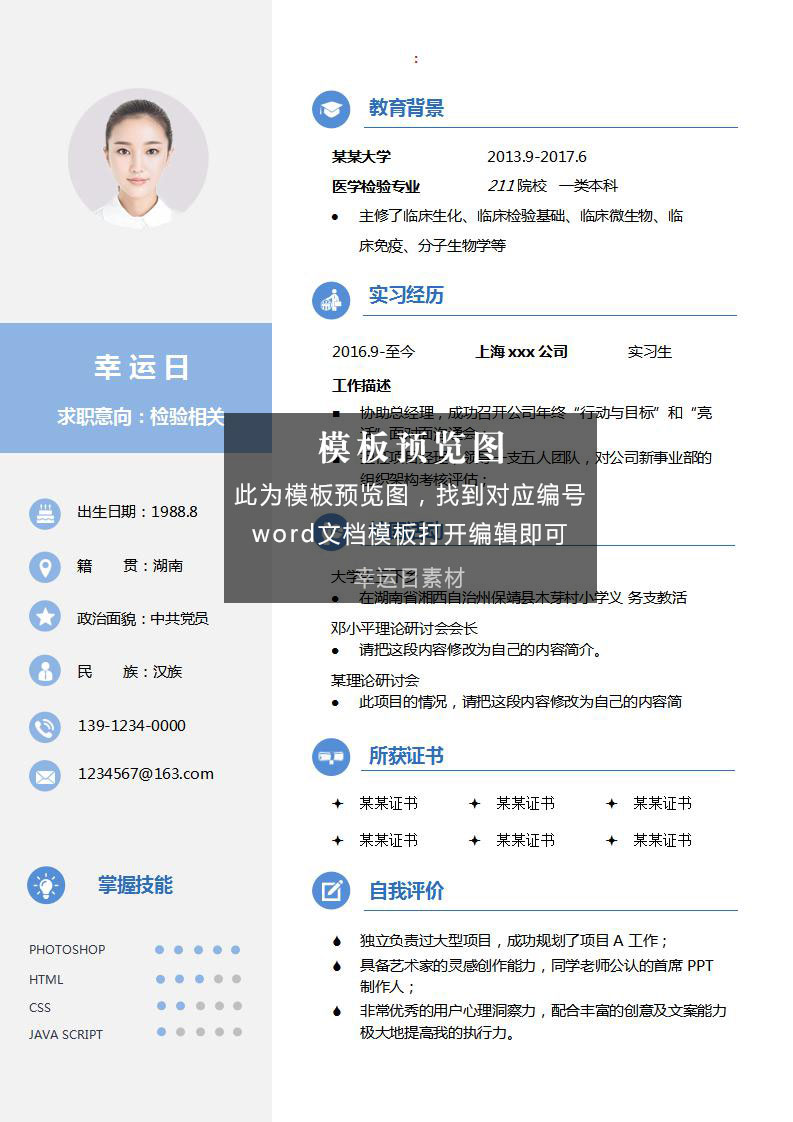 :
幸运日
求职意向：检验相关
出生日期：1988.8
籍 贯：湖南
政治面貌：中共党员
民 族：汉族
139-1234-0000
1234567@163.com
掌握技能
PHOTOSHOP
HTML
CSS
JAVA SCRIPT
教育背景
某某大学 2013.9-2017.6
医学检验专业 211院校 一类本科
● 主修了临床生化、临床检验基础、临床微生物、临
床免疫、分子生物学等
实习经历
2016.9-至今 上海 xxx 公司 实习生
工作描述
■ 协助总经理，成功召开公司年终“行动与目标”和“亮
面对面沟通会；
一支五人团队，对公司新事业部的
组织架构考核评估；
模板预览图
此为模板预览图，找到对应编号
word文档模板打开编辑即可
幸运日素材
大学
● 在湖南省湘西自治州保靖县木芽村小学义 务支教活
邓小平理论研讨会会长
● 请把这段内容修改为自己的内容简介。
某理论研讨会
● 此项目的情况，请把这段内容修改为自己的内容简
所获证书
某某证书 某某证书 某某证书
某某证书 某某证书 某某证书
自我评价
独立负责过大型项目，成功规划了项目 A 工作；
具备艺术家的灵感创作能力，同学老师公认的首席 PPT
制作人；
非常优秀的用户心理洞察力，配合丰富的创意及文案能力
极大地提高我的执行力。